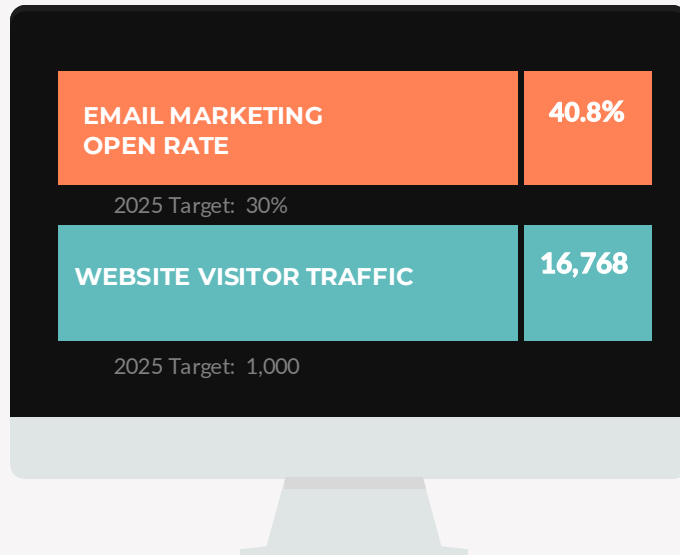 EMAIL MARKETING
OPEN RATE
40.8%
2025 Target: 30%
WEBSITE VISITOR TRAFFIC
16,768
2025 Target: 1,000